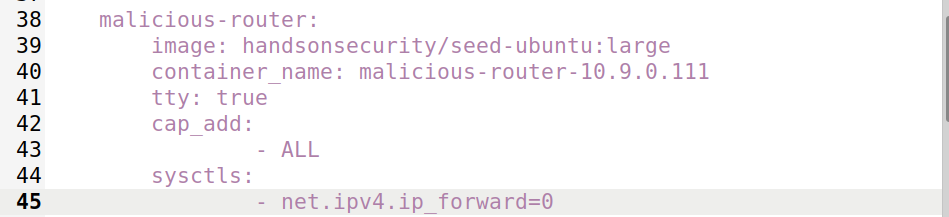 38 malicious-router:
39 image: handsonsecurity/seed-ubuntu:large
40 container_name: malicious-router-10.9.0.111
41 tty: true
42 cap_add:
43 - ALL
44 sysctls:
45 - net.ipv4.ip_forward=0